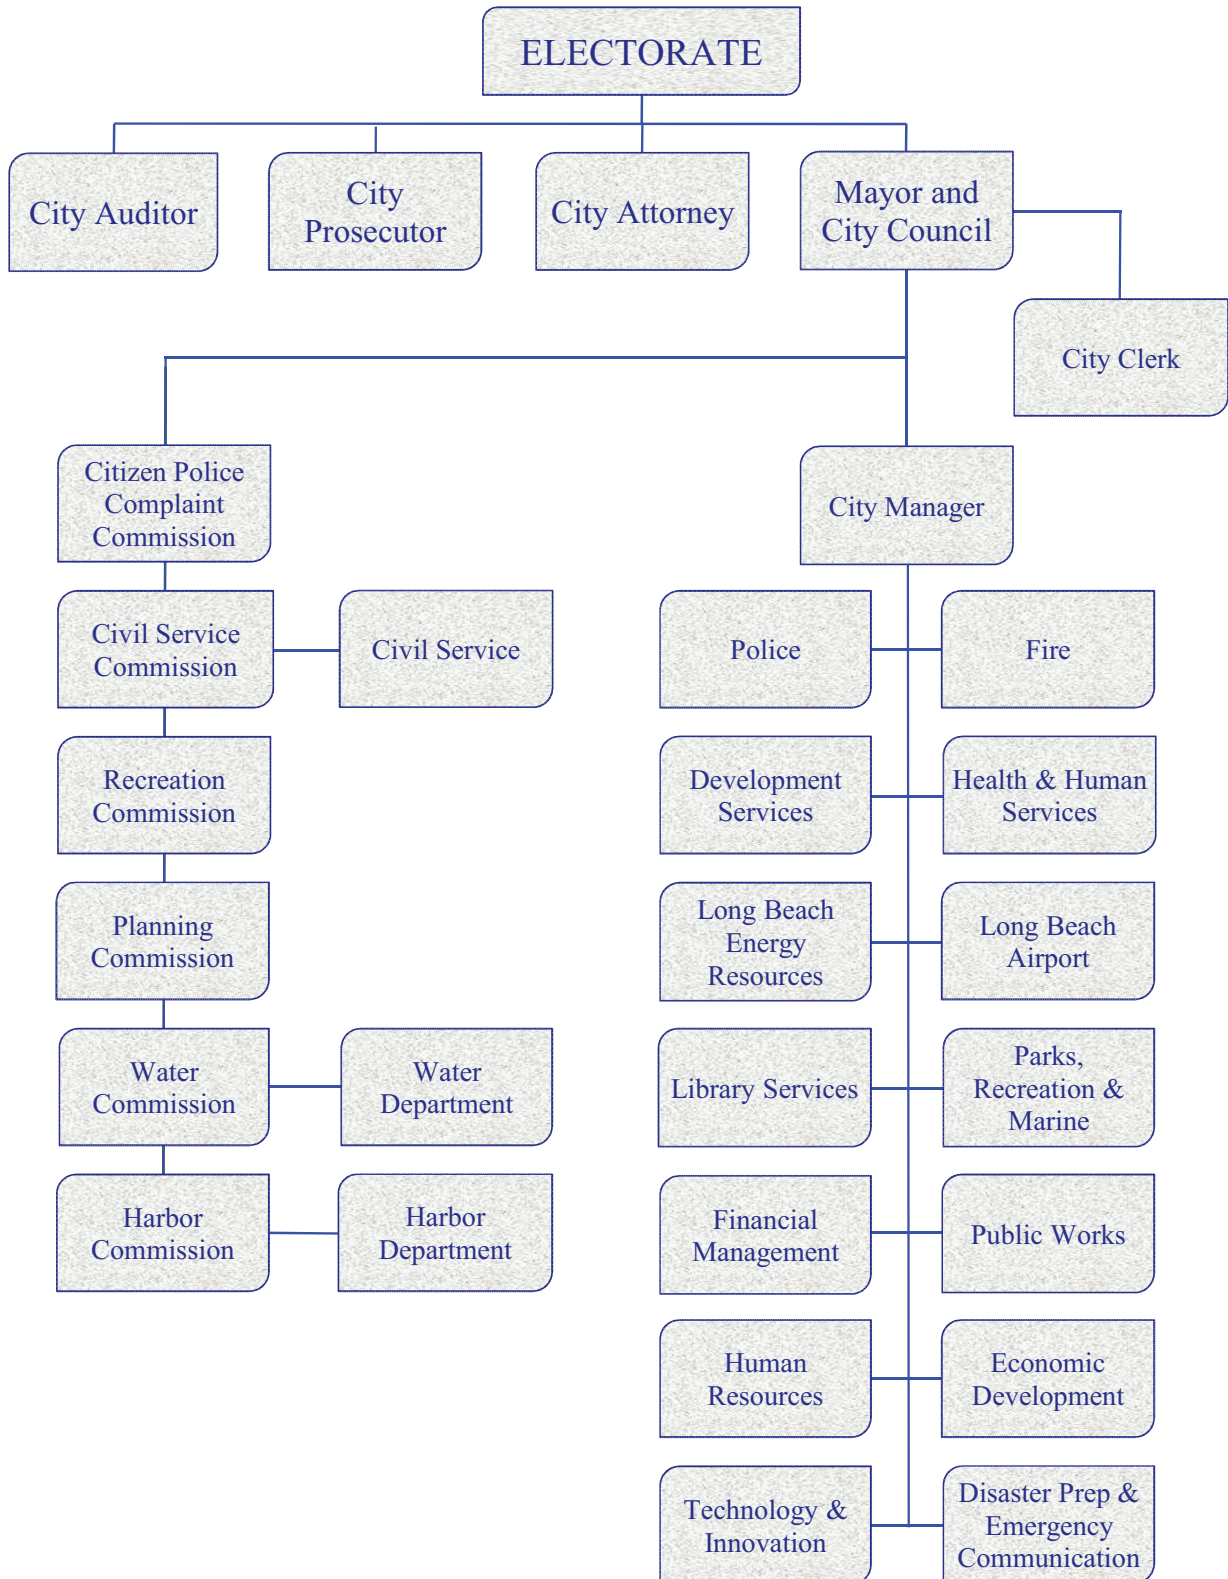 ELECTORATE
City Auditor
City
Prosecutor
City Attorney
Mayor and
City Council
City Clerk
Citizen Police
Complaint
Commission
City Manager
Civil Service
Commission
Civil Service
Police
Fire
Recreation
Commission
Development
Services
Health & Human
Services
Planning
Commission
Long Beach
Energy
Resources
Long Beach
Airport
Water
Commission
Water
Department
Library Services
Parks,
Recreation &
Marine
Harbor
Commission
Harbor
Department
Financial
Management
Public Works
Human
Resources
Economic
Development
Technology &
Innovation
Disaster Prep &
Emergency
Communication